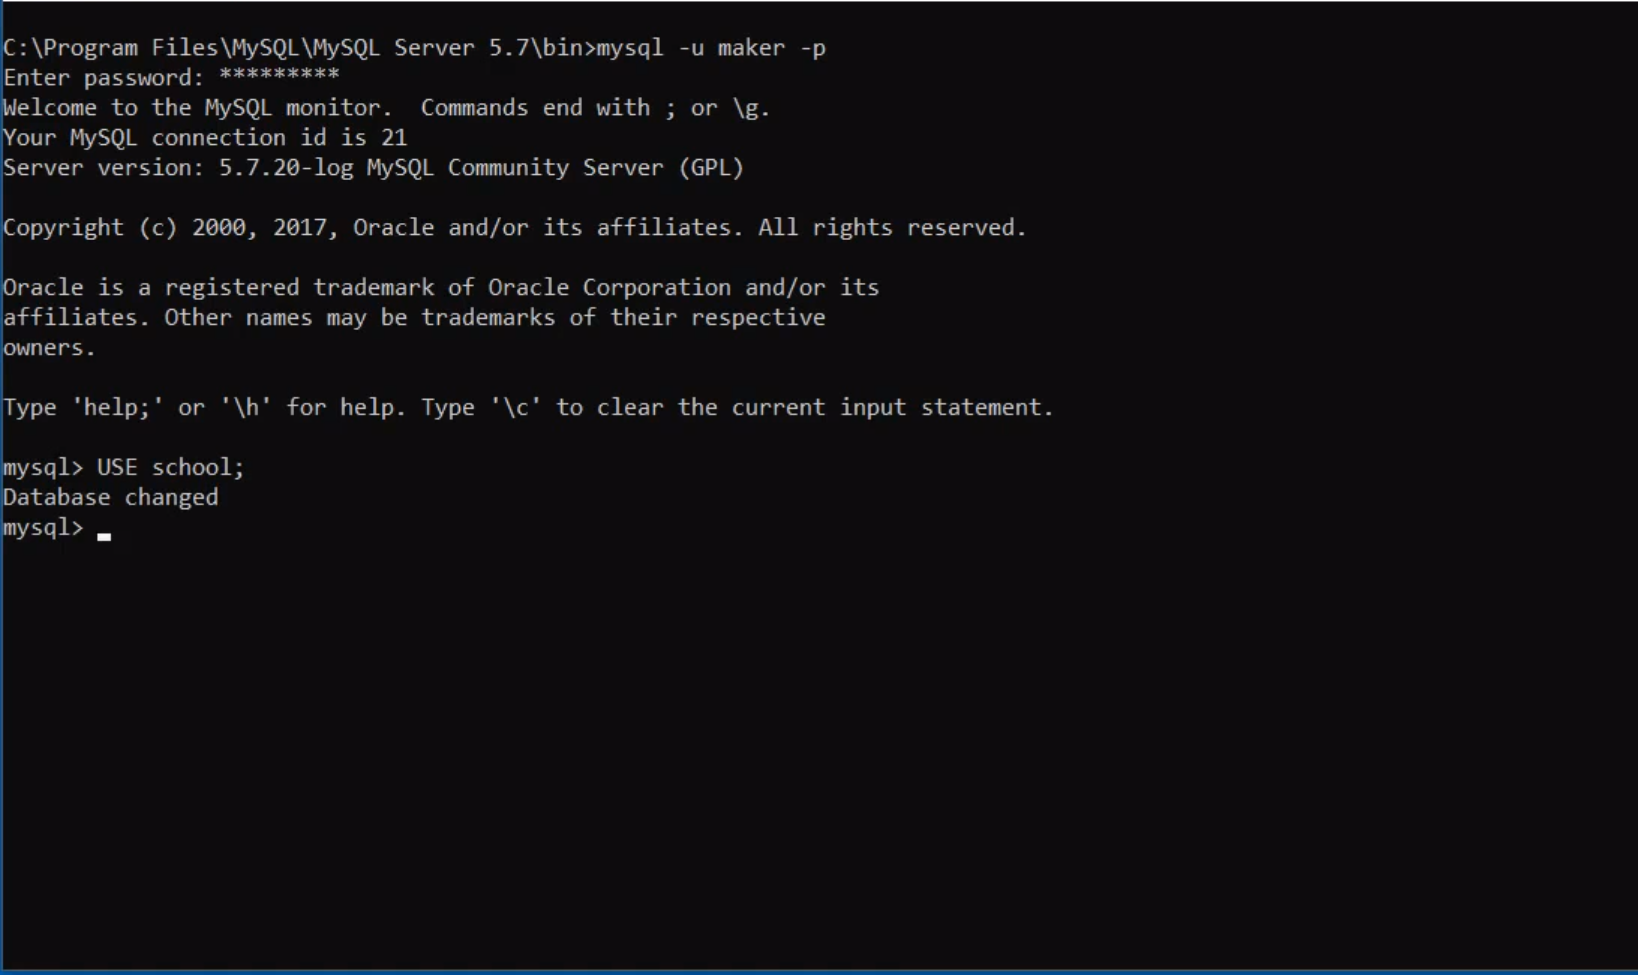 C:\Program Files\MySQL\MySQL Server 5.7\bin>mysql -u maker -p
Enter password: *********
Welcome to the MySQL monitor.  Commands end with ; or \g.
Your MySQL connection id is 21
Server version: 5.7.20-log MySQL Community Server (GPL)
Copyright (c) 2000, 2017, Oracle and/or its affiliates. All rights reserved.
Oracle is a registered trademark of Oracle Corporation and/or its
affiliates. Other names may be trademarks of their respective
owners.
Type 'help;' or '\h' for help. Type '\c' to clear the current input statement.
mysql> USE school;
Database changed
mysql>